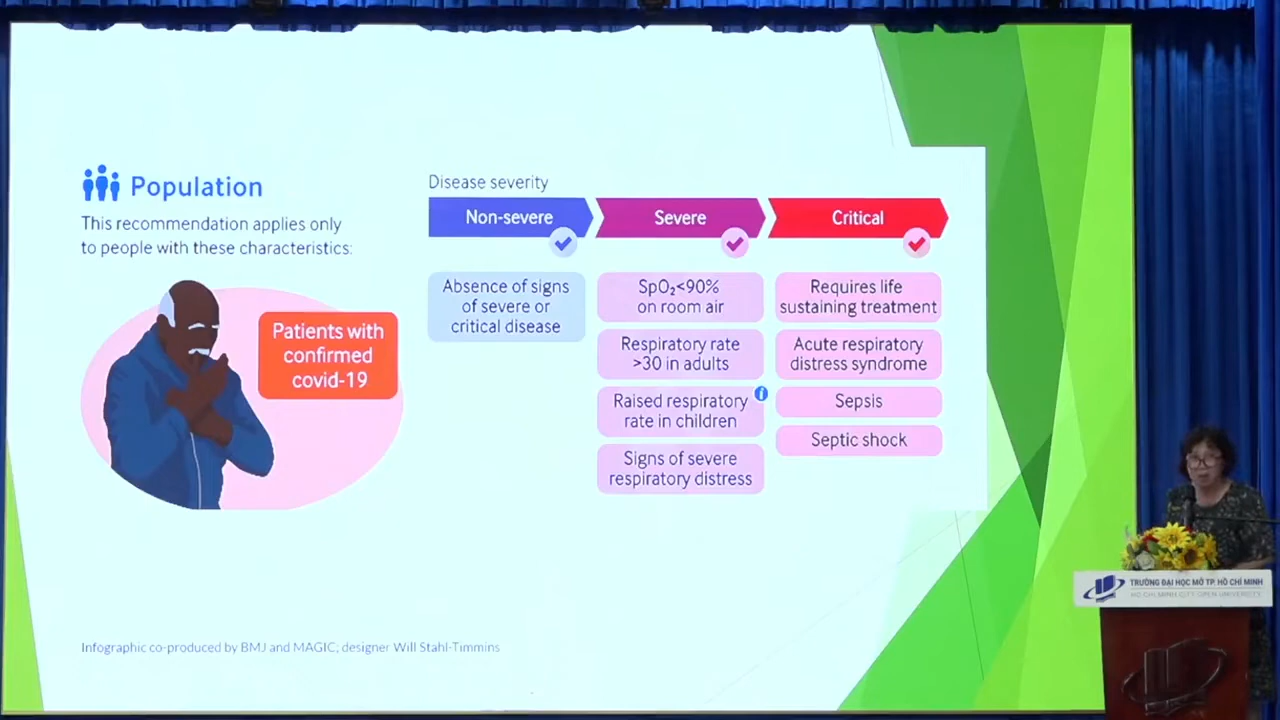 Population
This recommendation applies only
to people with these characteristics:
Patients with
confirmed
covid-19
Disease severity
Non-severe
Severe
Critical
Absence of signs
of severe or
critical disease
SpO₂<90%
on room air
Respiratory rate
>30 in adults
Raised respiratory
rate in children
i
Signs of severe
respiratory distress
Requires life
sustaining treatment
Acute respiratory
distress syndrome
Sepsis
Septic shock
Infographic co-produced by BMJ and MAGIC; designer Will Stahl-Timmins
TRƯỜNG ĐẠI HỌC MỞ TP. HỒ CHÍ MINH
HO CHI MINH CITY OPEN UNIVERSITY